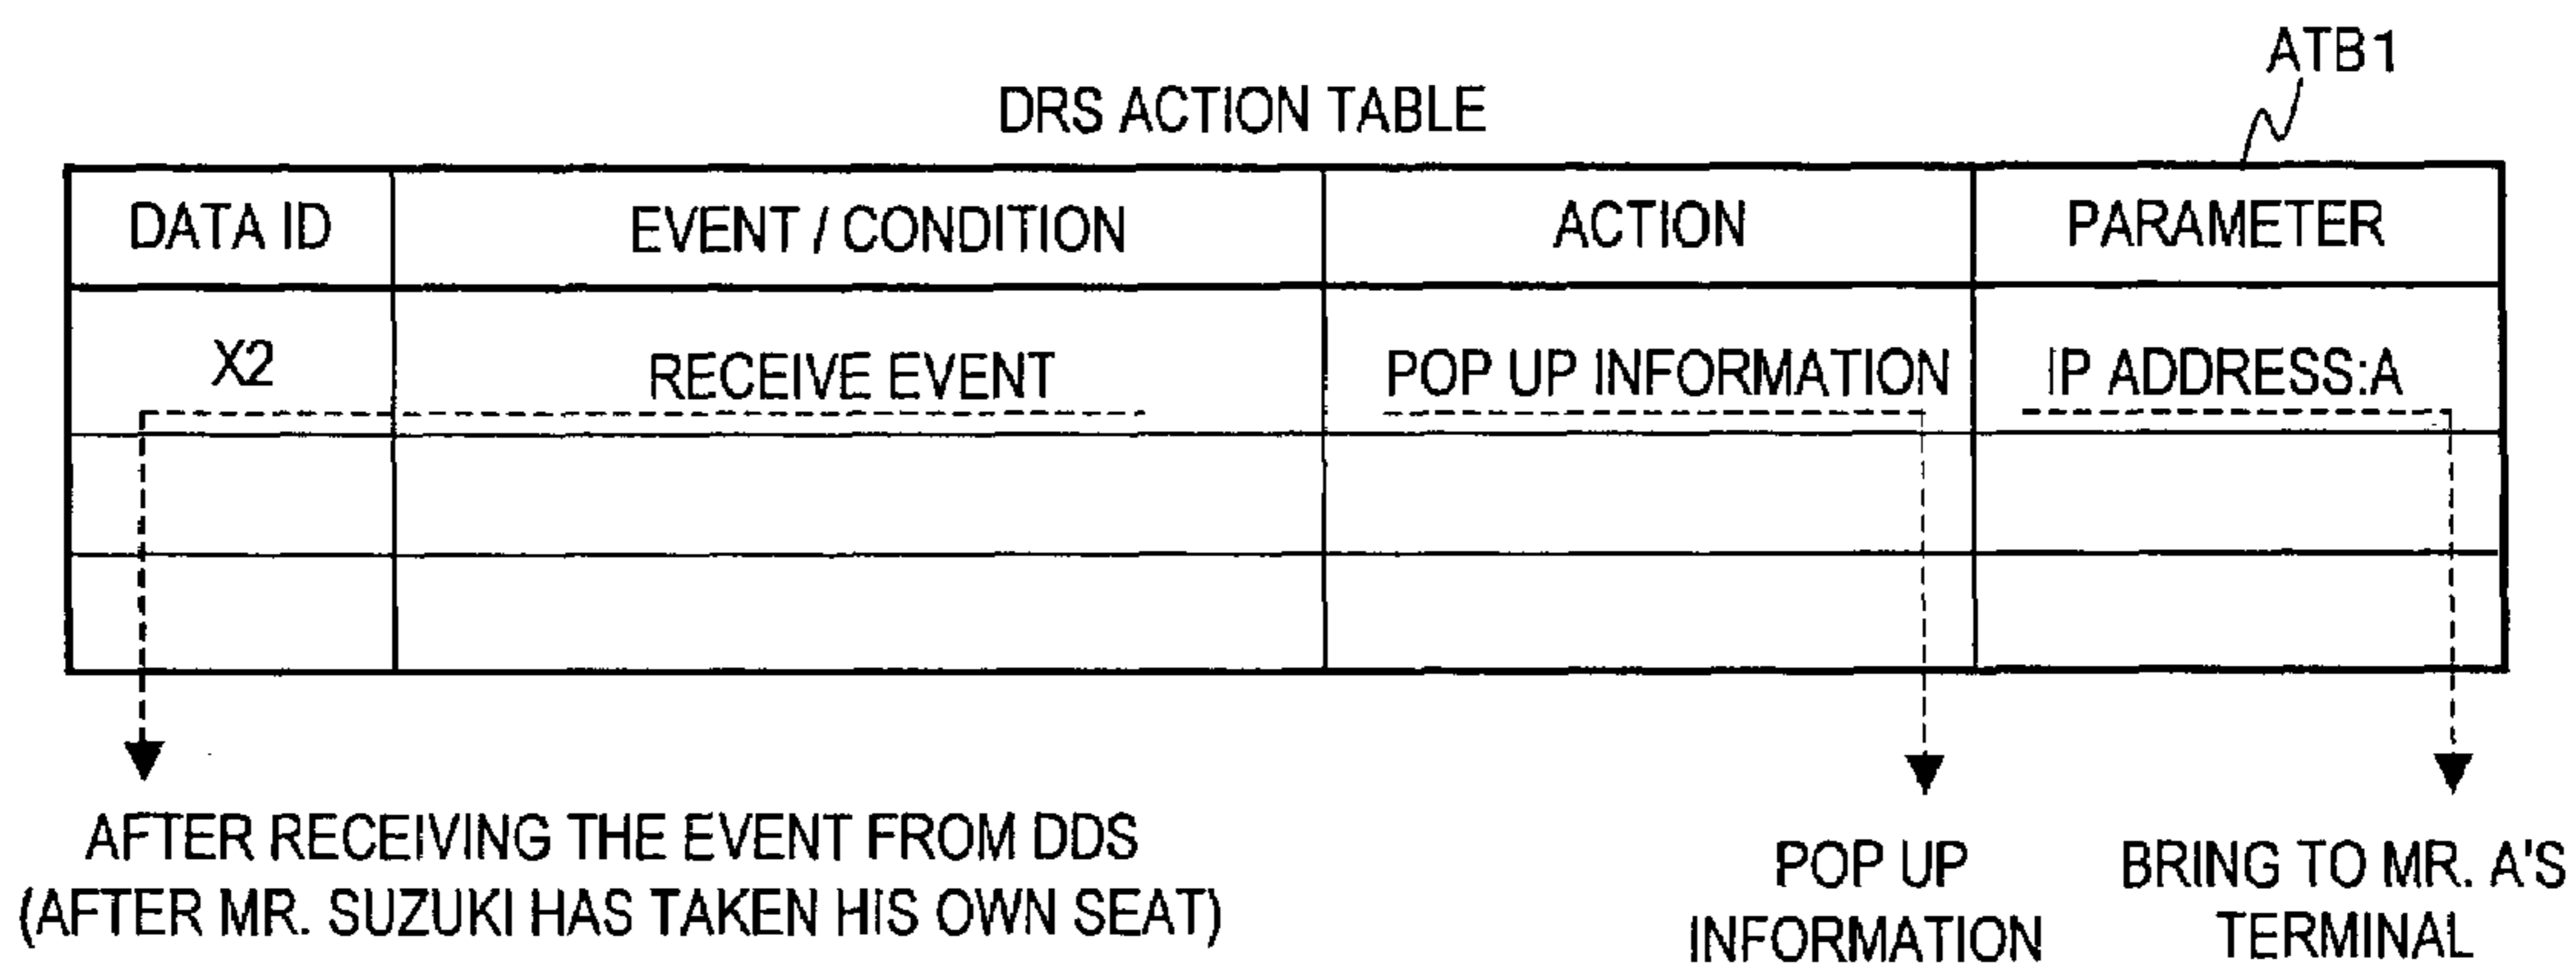 ATB1
DRS ACTION TABLE
DATA ID EVENT / CONDITION ACTION PARAMETER
X2 RECEIVE EVENT POP UP INFORMATION IP ADDRESS:A
AFTER RECEIVING THE EVENT FROM DDS
(AFTER MR. SUZUKI HAS TAKEN HIS OWN SEAT)
POP UP
INFORMATION
BRING TO MR. A'S
TERMINAL